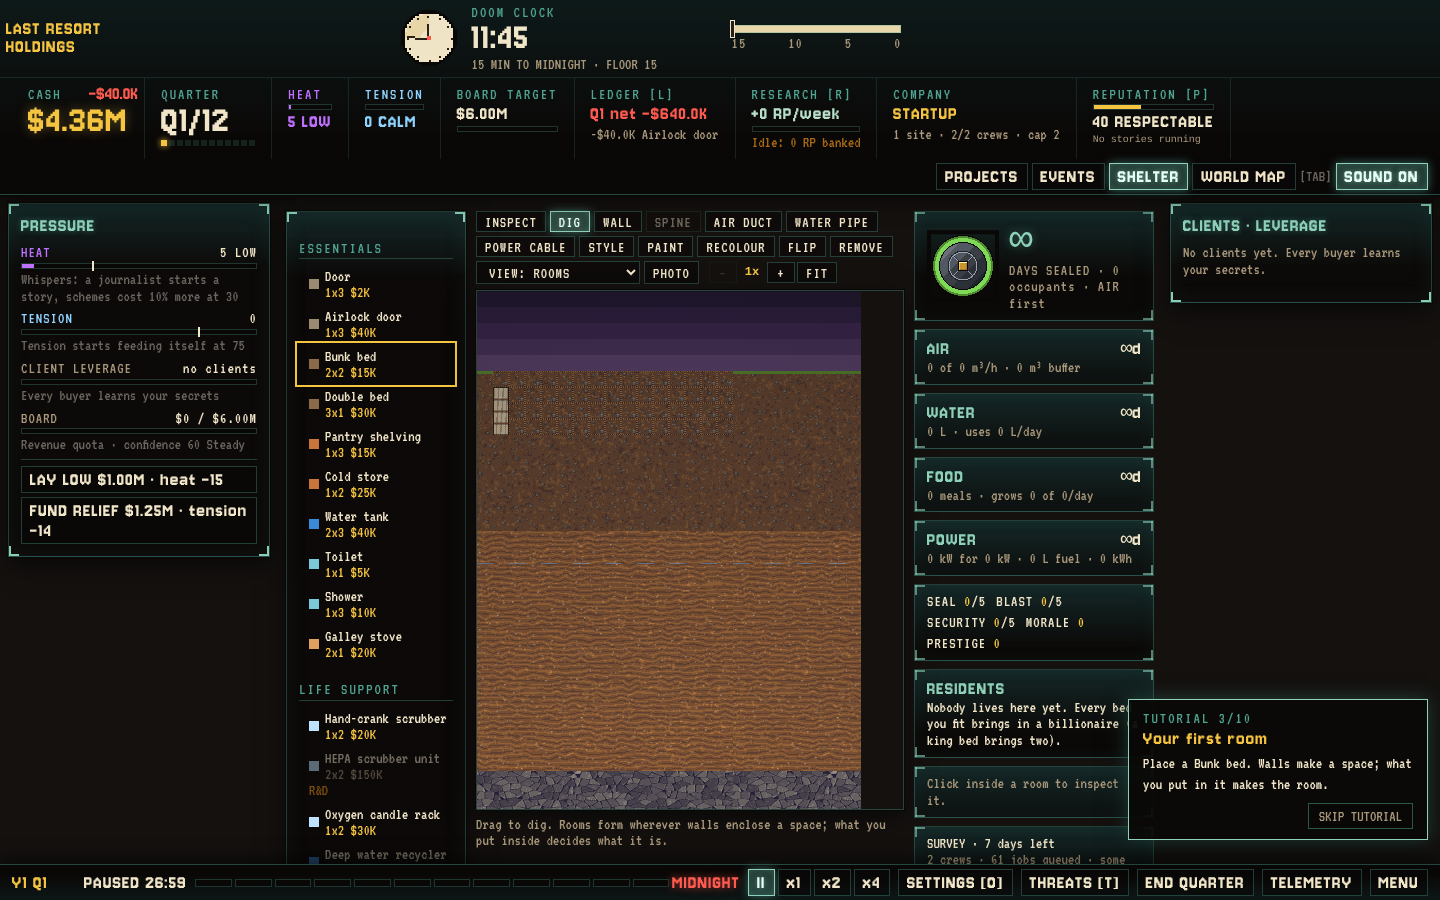 LAST RESORT
HOLDINGS
DOOM CLOCK
11:45
15 MIN TO MIDNIGHT · FLOOR 15
15 10 5 0
CASH -$40.0K
$4.36M
QUARTER
Q1/12
HEAT
5 LOW
TENSION
0 CALM
BOARD TARGET
$6.00M
LEDGER [L]
Q1 net -$640.0K
-$40.0K Airlock door
RESEARCH [R]
+0 RP/week
Idle: 0 RP banked
COMPANY
STARTUP
1 site · 2/2 crews · cap 2
REPUTATION [P]
40 RESPECTABLE
No stories running
PROJECTS EVENTS SHELTER WORLD MAP [TAB] SOUND ON
PRESSURE
HEAT 5 LOW
Whispers: a journalist starts a
story, schemes cost 10% more at 30
TENSION 0
Tension starts feeding itself at 75
CLIENT LEVERAGE no clients
Every buyer learns your secrets
BOARD $0 / $6.00M
Revenue quota · confidence 60 Steady
LAY LOW $1.00M · heat -15
FUND RELIEF $1.25M · tension
-14
ESSENTIALS
Door
1x3 $2K
Airlock door
1x3 $40K
Bunk bed
2x2 $15K
Double bed
3x1 $30K
Pantry shelving
1x3 $15K
Cold store
1x2 $25K
Water tank
2x3 $40K
Toilet
1x1 $5K
Shower
1x3 $10K
Galley stove
2x1 $20K
LIFE SUPPORT
Hand-crank scrubber
1x2 $20K
HEPA scrubber unit
2x2 $150K
R&D
Oxygen candle rack
1x2 $30K
Deep water recycler
INSPECT DIG WALL SPINE AIR DUCT WATER PIPE
POWER CABLE STYLE PAINT RECOLOUR FLIP REMOVE
VIEW: ROOMS PHOTO - 1x + FIT
Drag to dig. Rooms form wherever walls enclose a space; what you
put inside decides what it is.
∞
DAYS SEALED · 0
occupants · AIR
first
AIR ∞d
0 of 0 m³/h · 0 m³ buffer
WATER ∞d
0 L · uses 0 L/day
FOOD ∞d
0 meals · grows 0 of 0/day
POWER ∞d
0 kW for 0 kW · 0 L fuel · 0 kWh
SEAL 0/5 BLAST 0/5
SECURITY 0/5 MORALE 0
PRESTIGE 0
RESIDENTS
Nobody lives here yet. Every bed
you fit brings in a billionaire
king bed brings two).
Click inside a room to inspect
it.
SURVEY · 7 days left
2 crews · 61 jobs queued · some
CLIENTS · LEVERAGE
No clients yet. Every buyer learns
your secrets.
TUTORIAL 3/10
Your first room
Place a Bunk bed. Walls make a space; what
you put in it makes the room.
SKIP TUTORIAL
Y1 Q1 PAUSED 26:59 MIDNIGHT II x1 x2 x4 SETTINGS [O] THREATS [T] END QUARTER TELEMETRY MENU